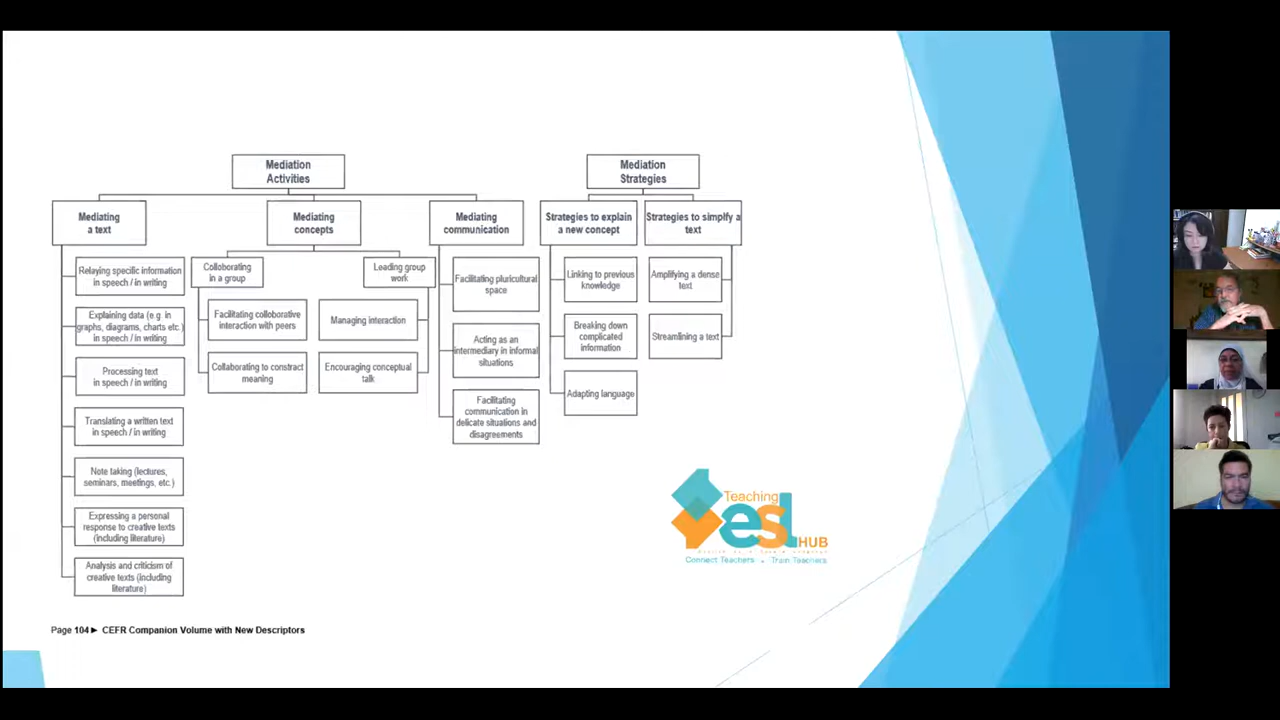 Mediation
Activities
Mediation
Strategies
Mediating
a text
Mediating
concepts
Mediating
communication
Strategies to explain
a new concept
Strategies to simplfy a
text
Relaying specific information
in speech / in writing
Explaining data (e.g in
graphs, diagrams, charts etc.)
in speech / in writing
Processing text
in speech / in writing
Translating a written text
in speech / in writing
Note taking (lectures,
seminars, meetings, etc.)
Expressing a personal
response to creative texts
(including literature)
Analysis and criticism of
creative texts (including
literature)
Collaborating
in a group
Facilitating collaborative
interaction with peers
Collaborating to constract
meaning
Leading group
work
Managing interaction
Encouraging conceptual
talk
Facilitating pluricultural
space
Acting as an
intermediary in informal
situations
Facilitating
communication in
delicate situations and
disagreements
Linking to previous
knowledge
Breaking down
complicated
information
Adapting language
Amplifying a dense
text
Streamlining a text
Teaching
esl
HUB
Connect Teachers • Train Teachers
Page 104► CEFR Companion Volume with New Descriptors